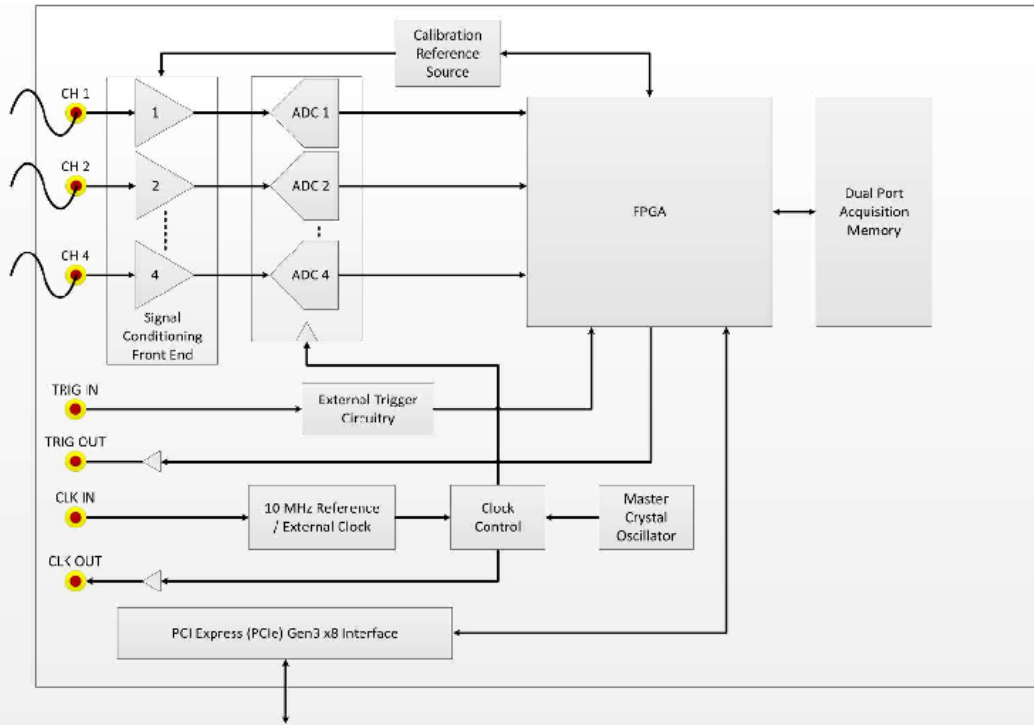 Calibration
Reference
Source
CH 1
1
ADC 1
CH 2
2
ADC 2
FPGA
Dual Port
Acquisition
Memory
CH 4
4
ADC 4
Signal
Conditioning
Front End
TRIG IN
External Trigger
Circuitry
TRIG OUT
CLK IN
10 MHz Reference
/ External Clock
Clock
Control
Master
Crystal
Oscillator
CLK OUT
PCI Express (PCIe) Gen3 x8 Interface